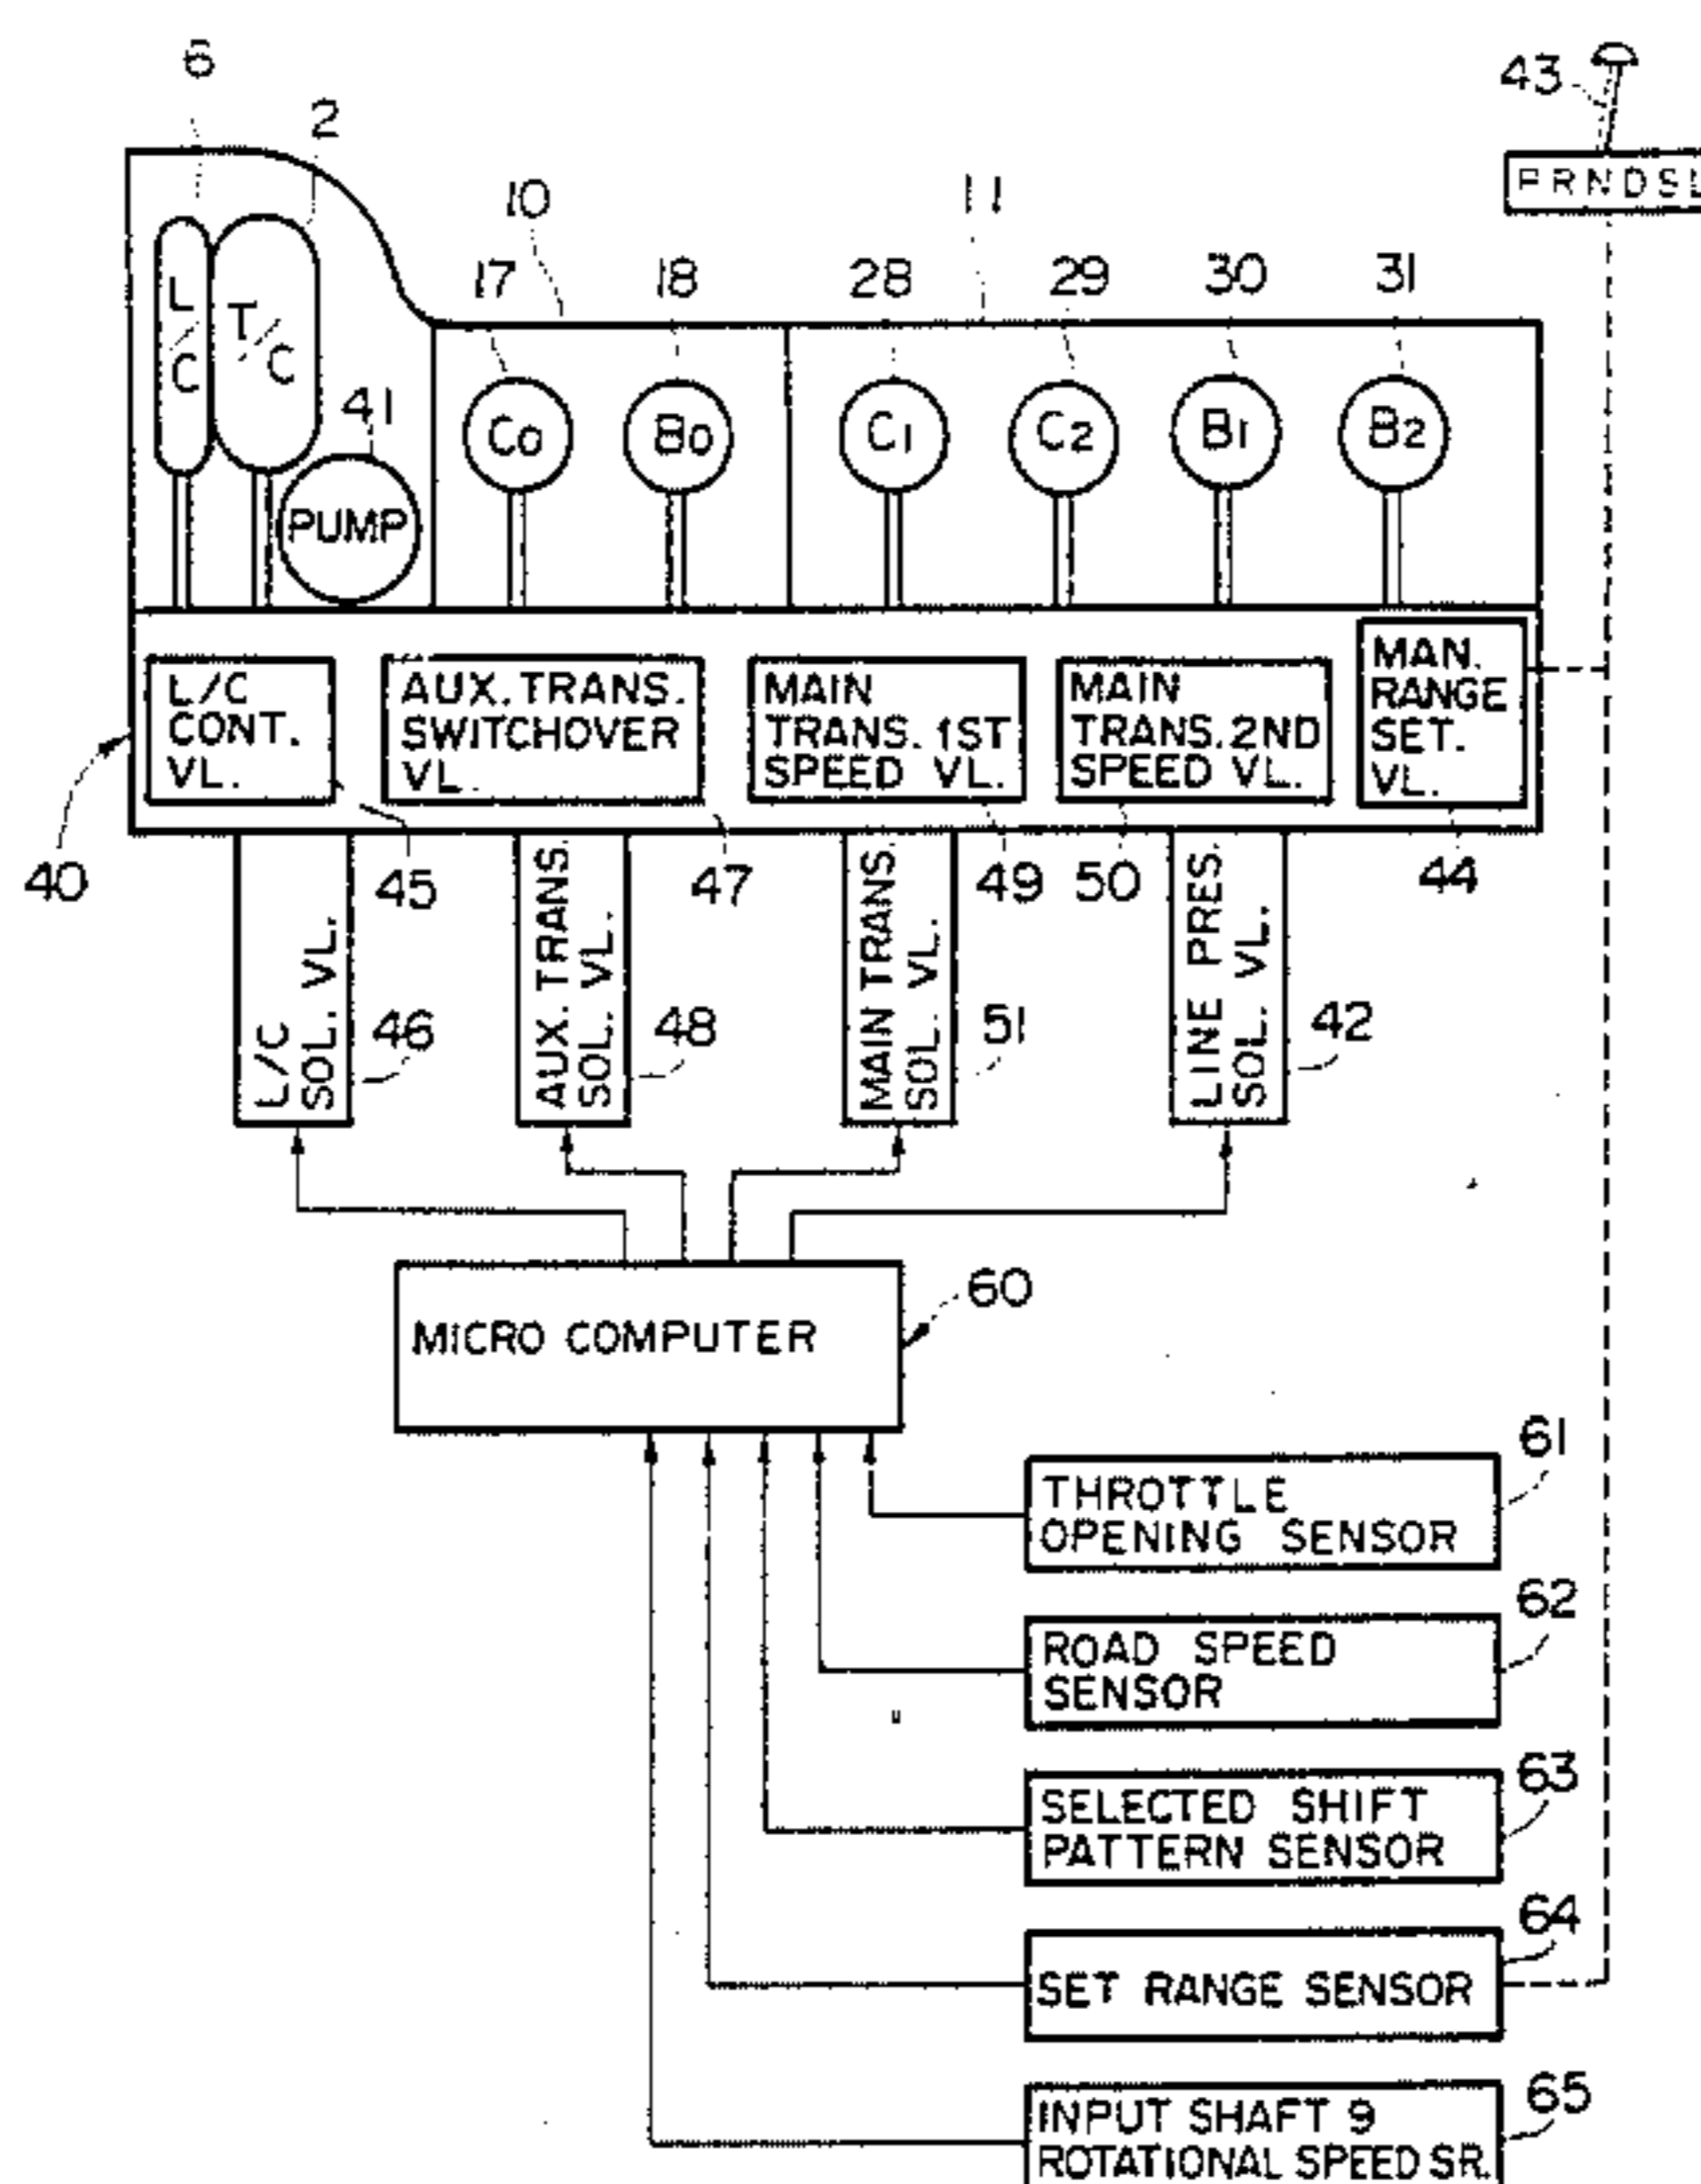 6
2
43
PRNDSL
10
11
17
18
28
29
30
31
L/C
T/C
41
C0
B0
C1
C2
B1
B2
PUMP
L/C
CONT.
VL.
AUX. TRANS.
SWITCHOVER
VL.
MAIN
TRANS. 1ST
SPEED VL.
MAIN
TRANS. 2ND
SPEED VL.
MAN.
RANGE
SET.
VL.
40
45
47
49
50
44
L/C
SOL. VL.
46
AUX. TRANS.
SOL. VL.
48
MAIN TRANS.
SOL. VL.
51
LINE PRES.
SOL. VL.
42
MICRO COMPUTER
60
61
THROTTLE
OPENING SENSOR
62
ROAD SPEED
SENSOR
63
SELECTED SHIFT
PATTERN SENSOR
64
SET RANGE SENSOR
65
INPUT SHAFT 9
ROTATIONAL SPEED SR.